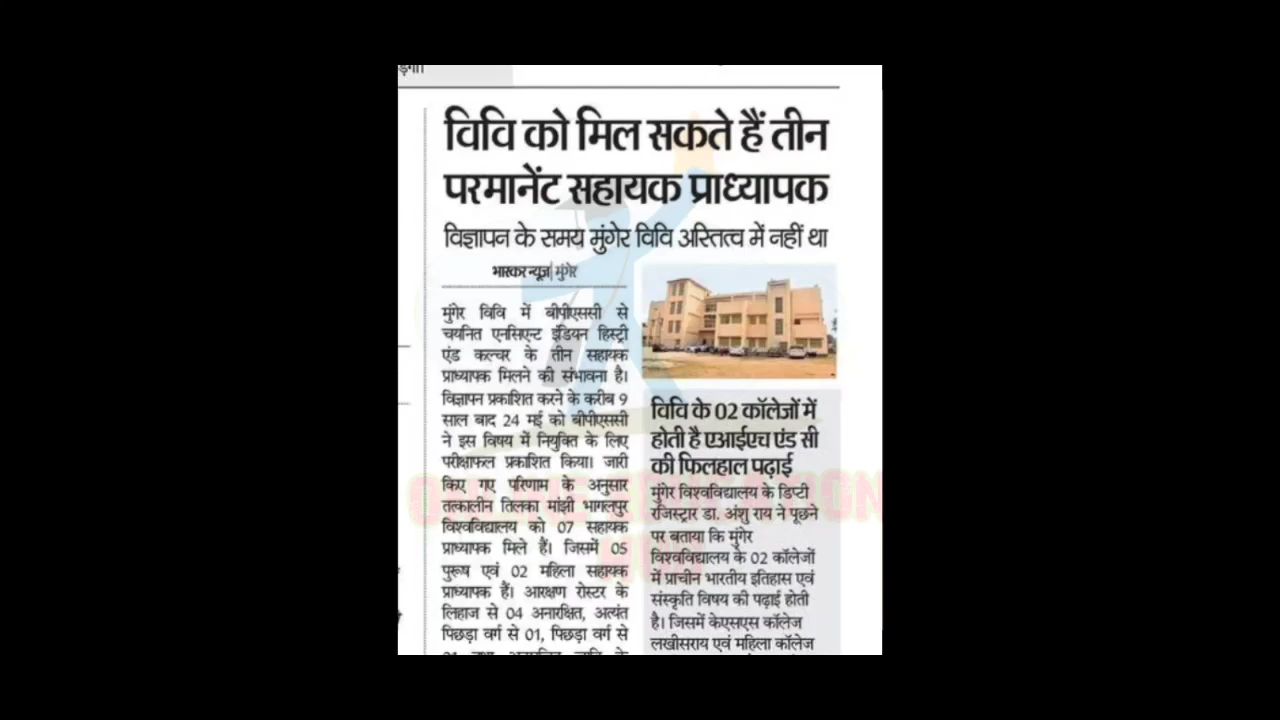 विवि को मिल सकते हैं तीन
परमानेंट सहायक प्राध्यापक
विज्ञापन के समय मुंगेर विवि अस्तित्व में नहीं था
भास्कर न्यूज | मुंगेर
मुंगेर विवि में बीपीएससी से
चयनित एनसिएन्ट इंडियन हिस्ट्री
एंड कल्चर के तीन सहायक
प्राध्यापक मिलने की संभावना है।
विज्ञापन प्रकाशित करने के करीब 9
साल बाद 24 मई को बीपीएससी
ने इस विषय में नियुक्ति के लिए
परीक्षाफल प्रकाशित किया। जारी
किए गए परिणाम के अनुसार
तत्कालीन तिलका मांझी भागलपुर
विश्वविद्यालय को 07 सहायक
प्राध्यापक मिले हैं। जिसमें 05
पुरूष एवं 02 महिला सहायक
प्राध्यापक हैं। आरक्षण रोस्टर के
लिहाज से 04 अनारक्षित, अत्यंत
पिछड़ा वर्ग से 01, पिछड़ा वर्ग से
विवि के 02 कॉलेजों में
होती है एआईएच एंड सी
की फिलहाल पढ़ाई
मुंगेर विश्वविद्यालय के डिप्टी
रजिस्ट्रार डा. अंशु राय ने पूछने
पर बताया कि मुंगेर
विश्वविद्यालय के 02 कॉलेजों
में प्राचीन भारतीय इतिहास एवं
संस्कृति विषय की पढ़ाई होती
है। जिसमें केएसएस कॉलेज
लखीसराय एवं महिला कॉलेज
ONLINE EDUCATION